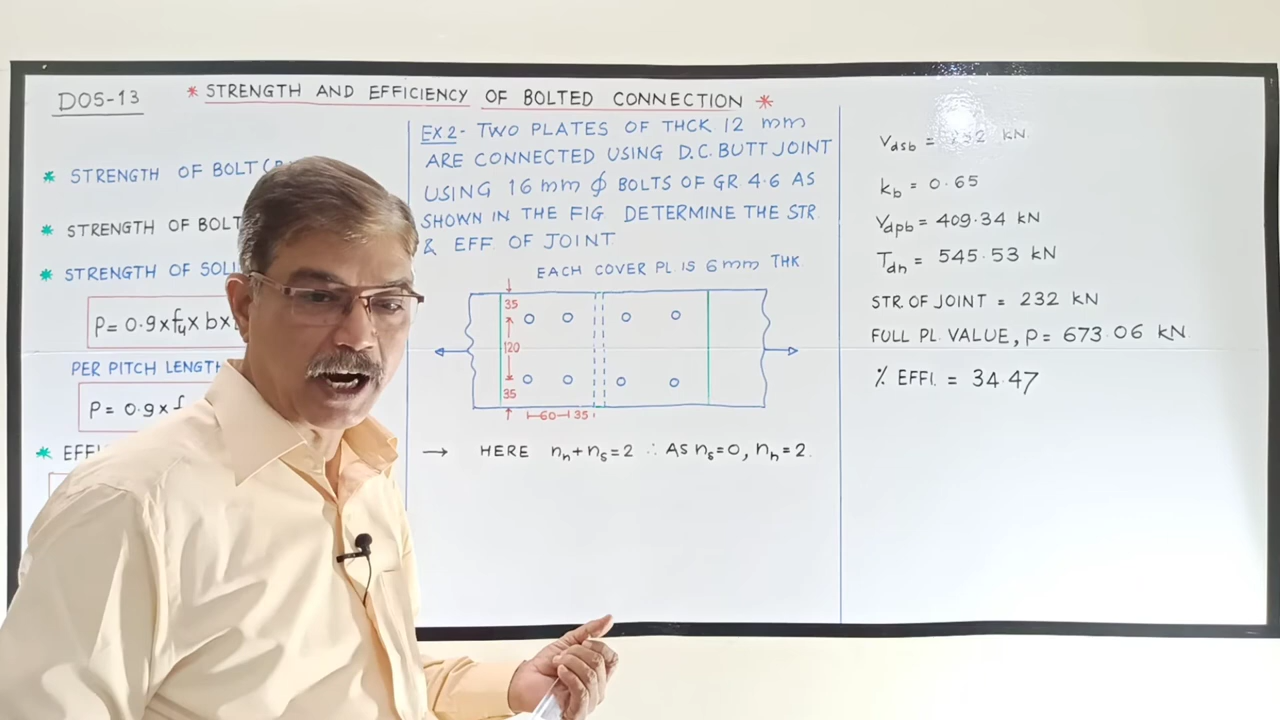 DOS-13
* STRENGTH AND EFFICIENCY OF BOLTED CONNECTION *
* STRENGTH OF BOLT
* STRENGTH OF BOLT
* STRENGTH OF
P= 0.9 x fu x b x
PER PITCH LENGTH
P= 0.9 x
EX 2- TWO PLATES OF THCK 12 mm
ARE CONNECTED USING D.C. BUTT JOINT
USING 16 mm ϕ BOLTS OF GR 4.6 AS
SHOWN IN THE FIG. DETERMINE THE STR.
& EFF. OF JOINT
EACH COVER PL IS 6 mm THK
35
120
35
60 35
→ HERE nn + ns = 2 ∴ AS ns = 0, nn = 2.
Vdsb = kN
kb = 0.65
Vdpb = 409.34 kN
Tdn = 545.53 kN
STR. OF JOINT = 232 kN
FULL PL. VALUE, P = 673.06 kN
% EFFI. = 34.47